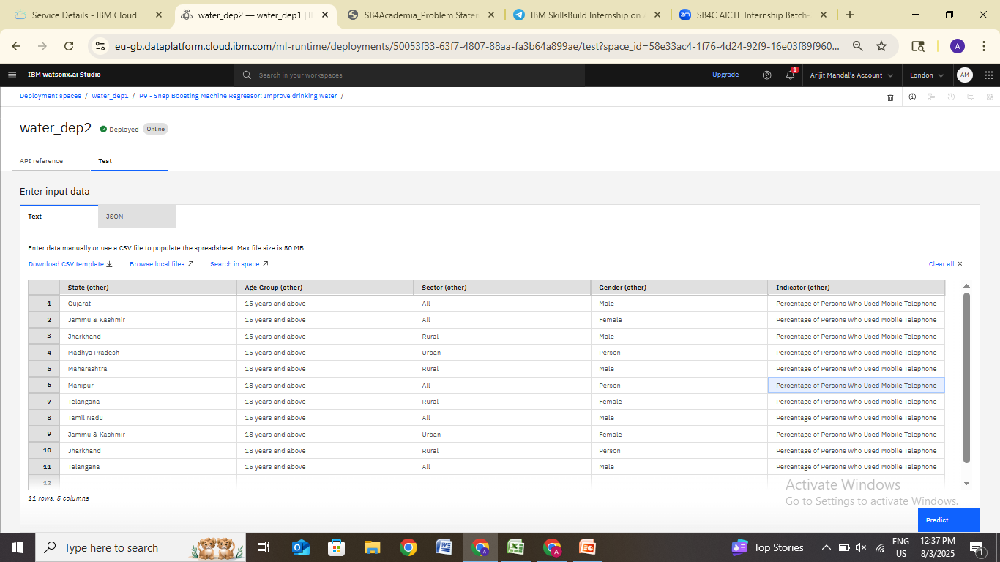 Service Details - IBM Cloud
water_dep2 — water_dep1 | I
SB4Academia_Problem Statem
IBM SkillsBuild Internship on A
zm SB4C AICTE Internship Batch-
eu-gb.dataplatform.cloud.ibm.com/ml-runtime/deployments/50053f33-63f7-4807-88aa-fa3b64a899ae/test?space_id=58e33ac4-1f76-4d24-92f9-16e03f89f960...
A
IBM watsonx.ai Studio
Search in your workspaces
Upgrade
1
Arijit Mandal's Account
London
AM
Deployment spaces / water_dep1 / P9 - Snap Boosting Machine Regressor: Improve drinking water /
water_dep2 Deployed Online
API reference Test
Enter input data
Text JSON
Enter data manually or use a CSV file to populate the spreadsheet. Max file size is 50 MB.
Download CSV template Browse local files Search in space Clear all ×
State (other) Age Group (other) Sector (other) Gender (other) Indicator (other)
1 Gujarat 15 years and above All Male Percentage of Persons Who Used Mobile Telephone
2 Jammu & Kashmir 15 years and above All Female Percentage of Persons Who Used Mobile Telephone
3 Jharkhand 15 years and above Rural Male Percentage of Persons Who Used Mobile Telephone
4 Madhya Pradesh 15 years and above Urban Person Percentage of Persons Who Used Mobile Telephone
5 Maharashtra 18 years and above Rural Male Percentage of Persons Who Used Mobile Telephone
6 Manipur 18 years and above All Person Percentage of Persons Who Used Mobile Telephone
7 Telangana 18 years and above Rural Female Percentage of Persons Who Used Mobile Telephone
8 Tamil Nadu 15 years and above All Male Percentage of Persons Who Used Mobile Telephone
9 Jammu & Kashmir 18 years and above Urban Female Percentage of Persons Who Used Mobile Telephone
10 Jharkhand 18 years and above Rural Person Percentage of Persons Who Used Mobile Telephone
11 Telangana 15 years and above All Male Percentage of Persons Who Used Mobile Telephone
12
11 rows, 5 columns
Activate Windows
Go to Settings to activate Windows.
Predict
Type here to search
Top Stories
ENG
US
12:37 PM
8/3/2025
1